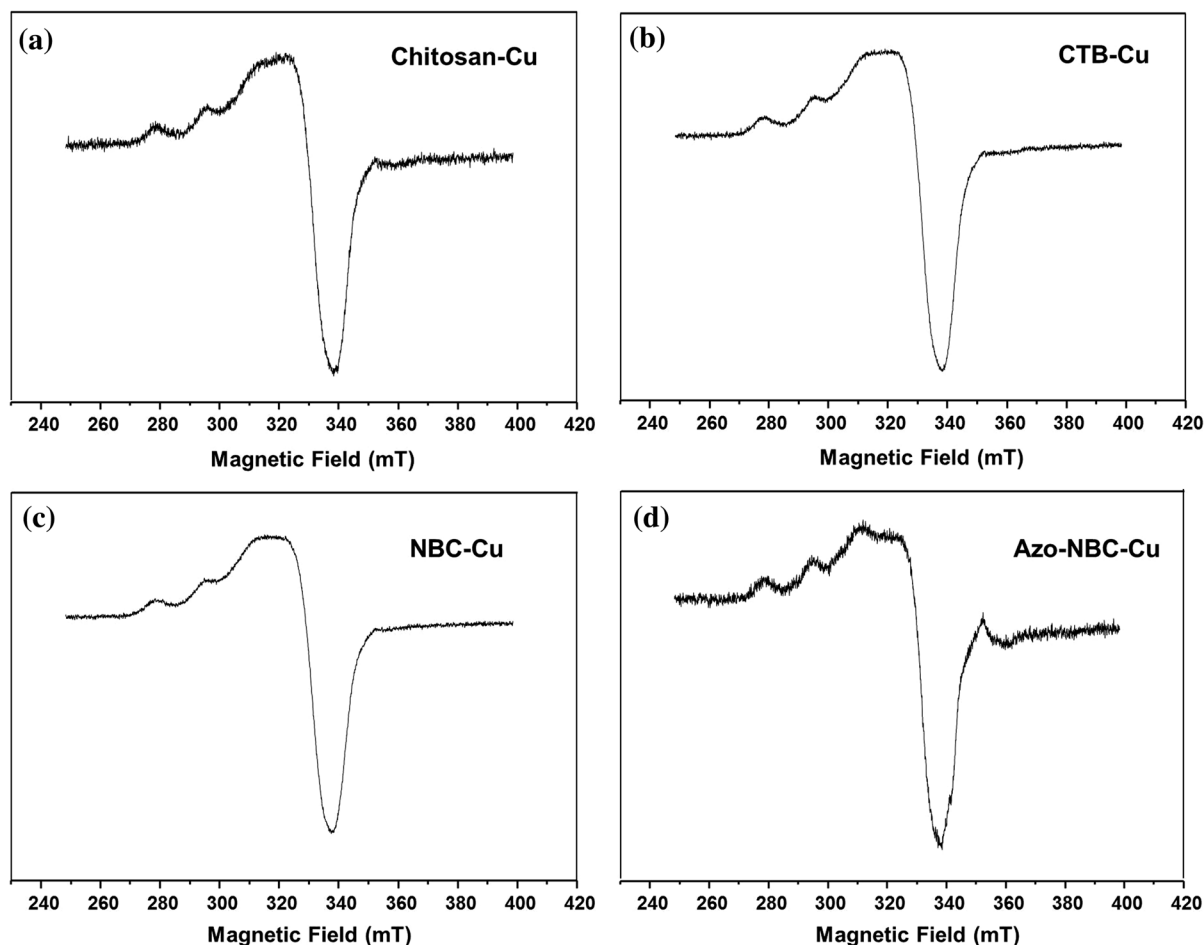 (a)
Chitosan-Cu
240 260 280 300 320 340 360 380 400 420
Magnetic Field (mT)
(b)
CTB-Cu
240 260 280 300 320 340 360 380 400 420
Magnetic Field (mT)
(c)
NBC-Cu
240 260 280 300 320 340 360 380 400 420
Magnetic Field (mT)
(d)
Azo-NBC-Cu
240 260 280 300 320 340 360 380 400 420
Magnetic Field (mT)